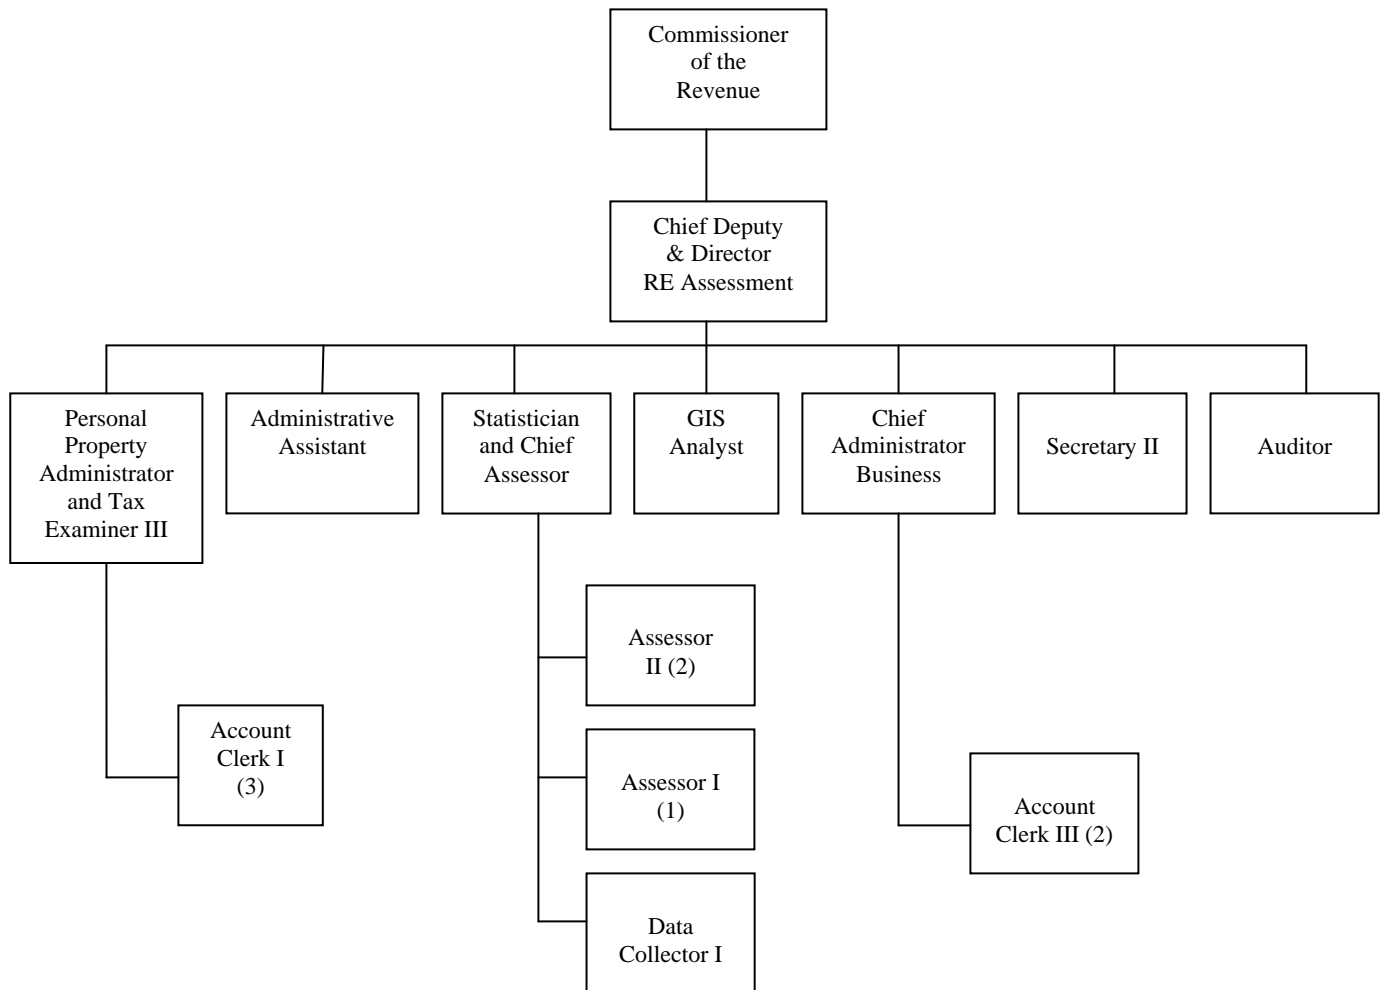 Commissioner
of the
Revenue
Chief Deputy
& Director
RE Assessment
Personal
Property
Administrator
and Tax
Examiner III
Administrative
Assistant
Statistician
and Chief
Assessor
GIS
Analyst
Chief
Administrator
Business
Secretary II
Auditor
Assessor
II (2)
Account
Clerk I
(3)
Assessor I
(1)
Account
Clerk III (2)
Data
Collector I